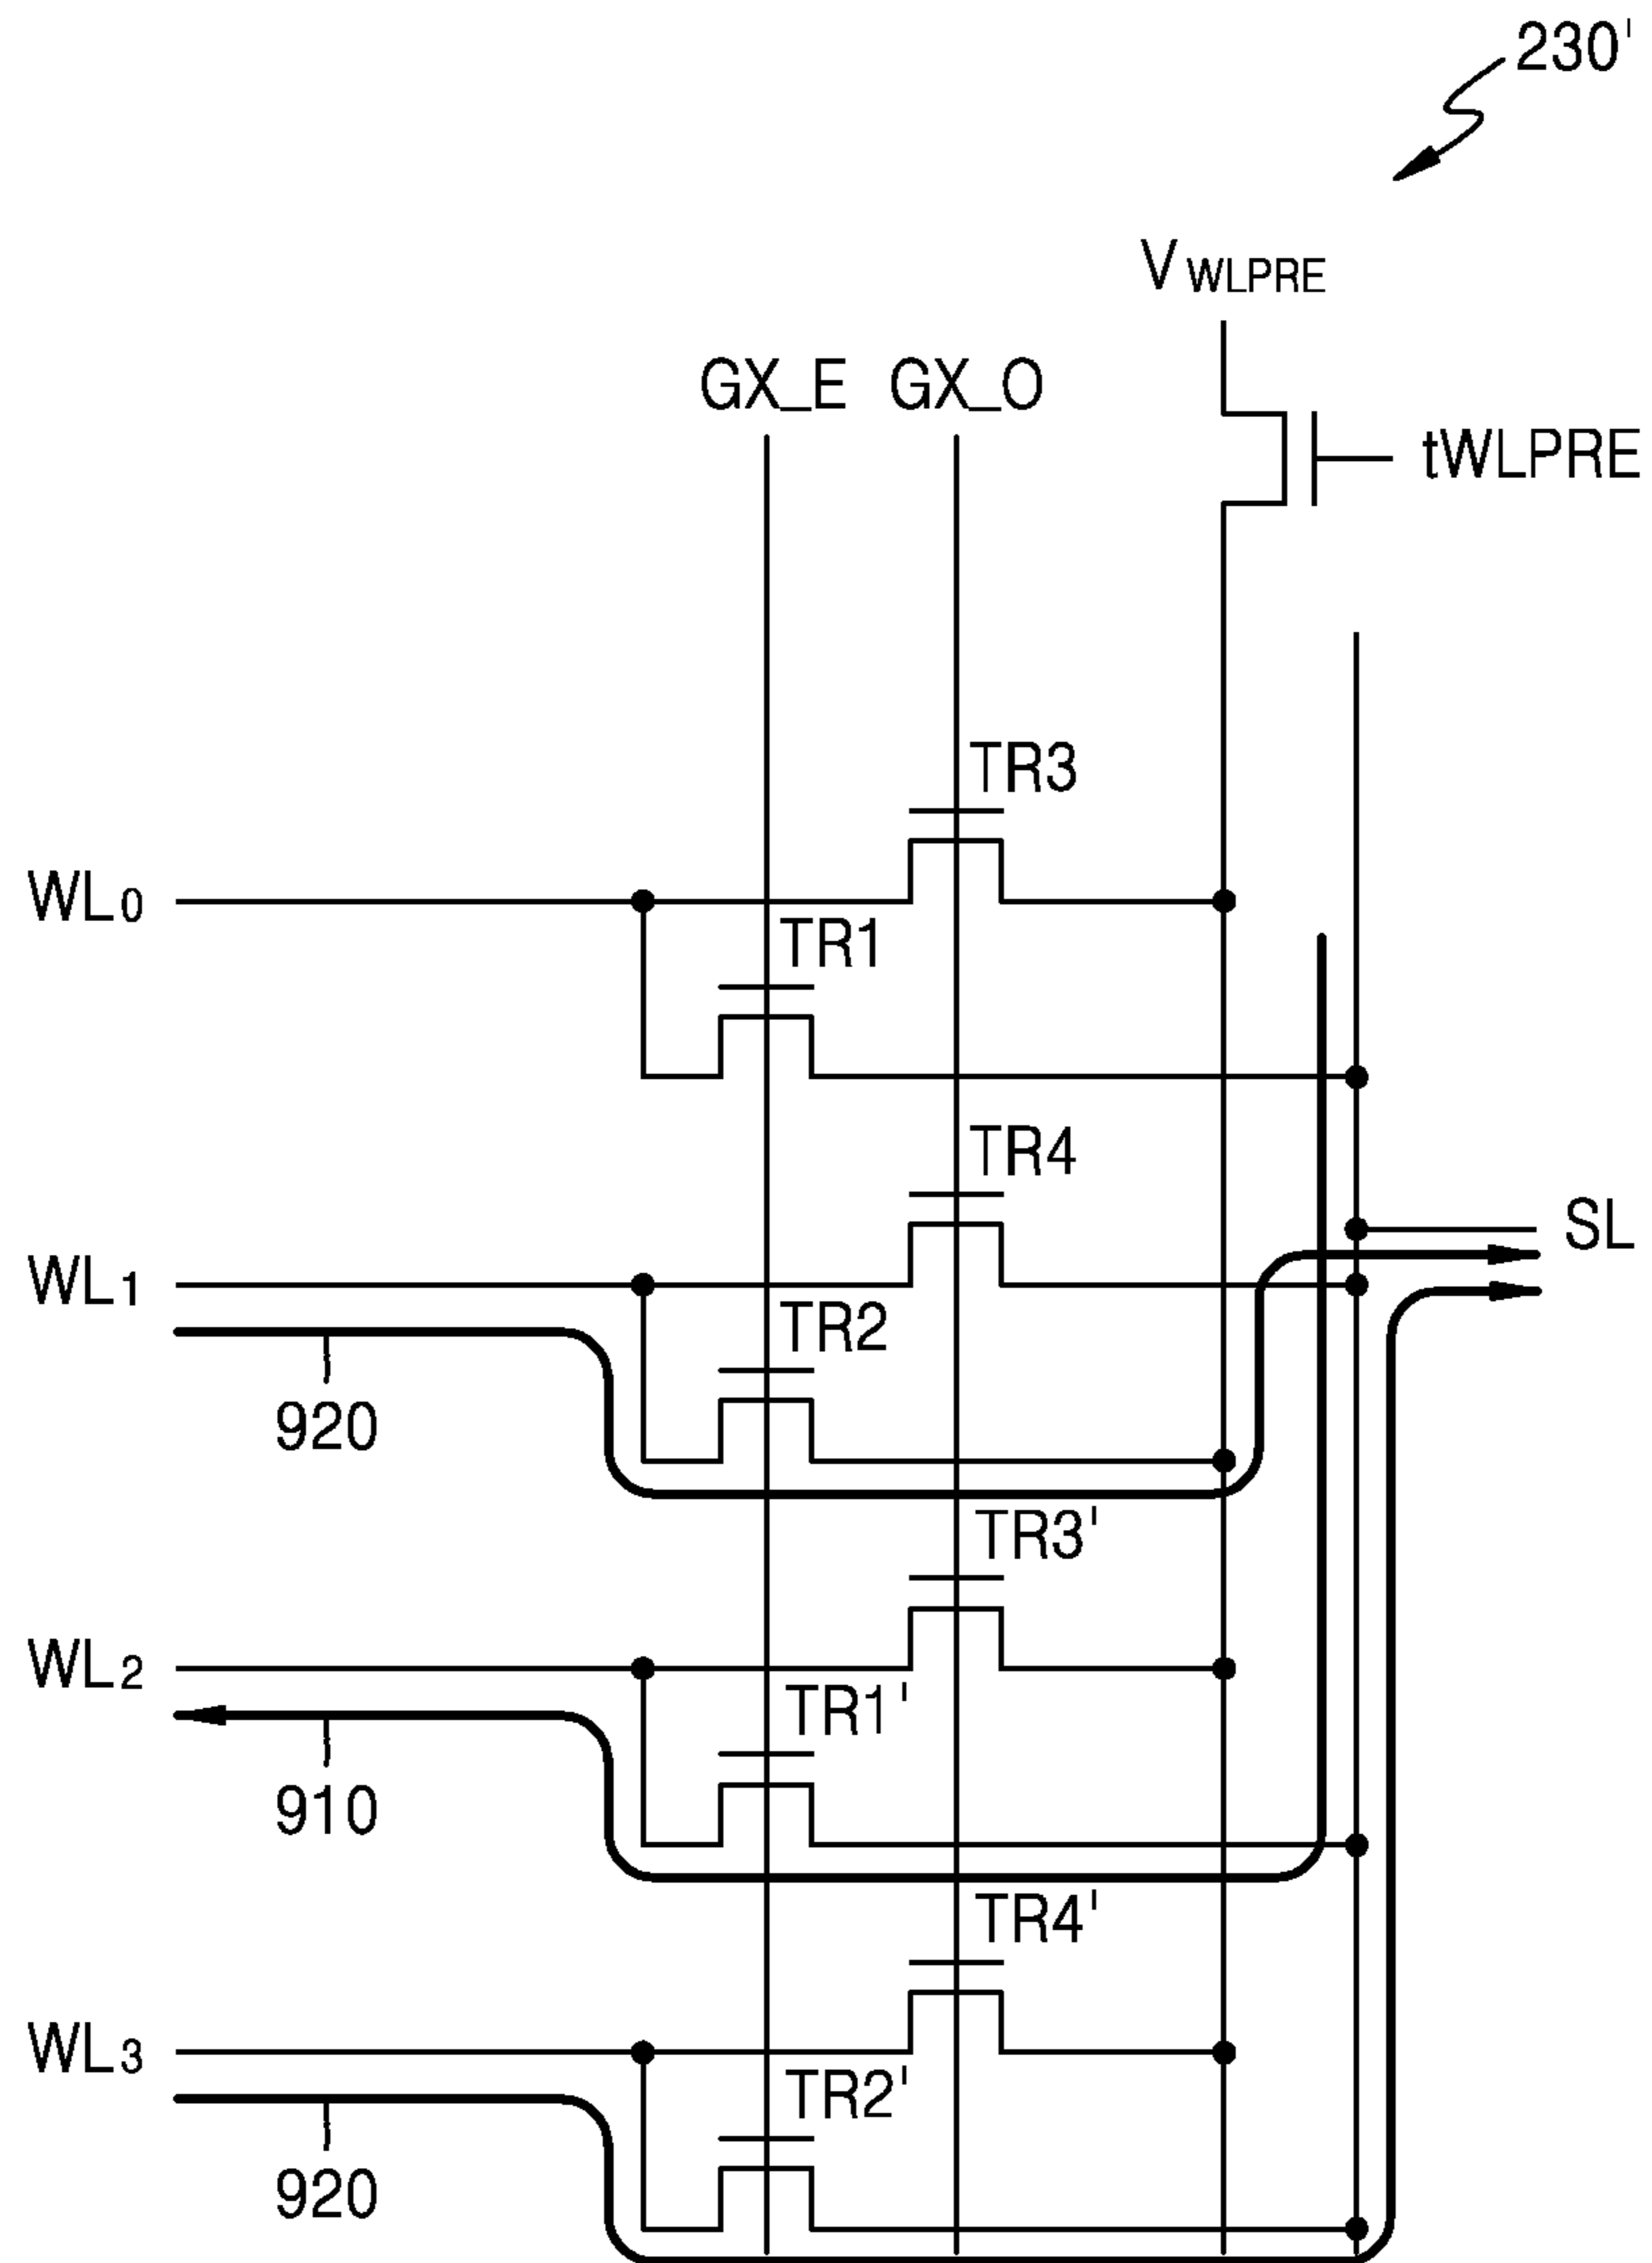 230'
VWLPRE
GX_E GX_O
tWLPRE
TR3
WL0
TR1
TR4
SL
WL1
TR2
920
TR3'
WL2
TR1'
910
TR4'
WL3
TR2'
920